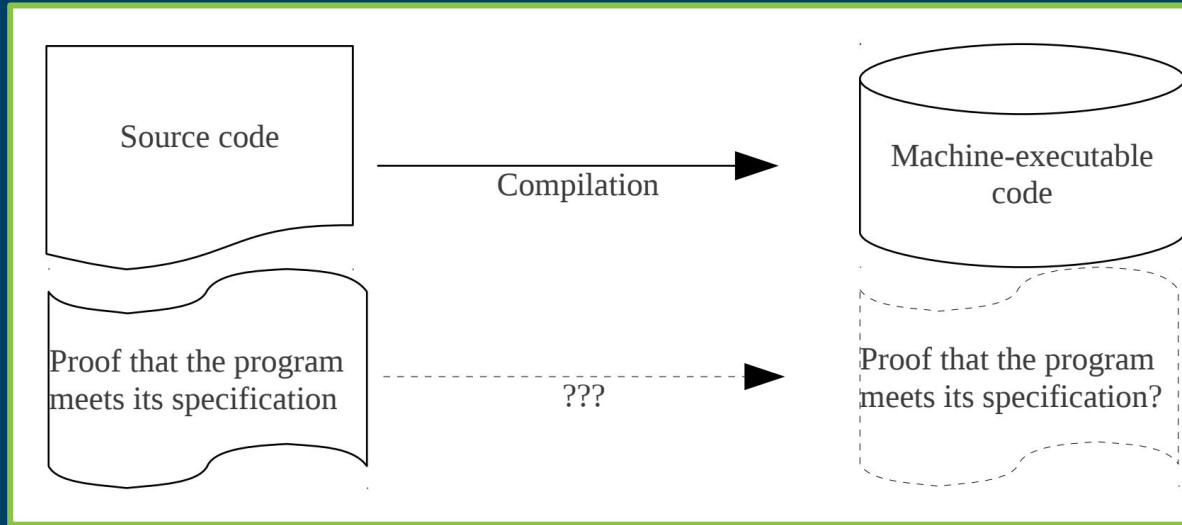 Source code
Compilation
Machine-executable
code
Proof that the program
meets its specification
???
Proof that the program
meets its specification?